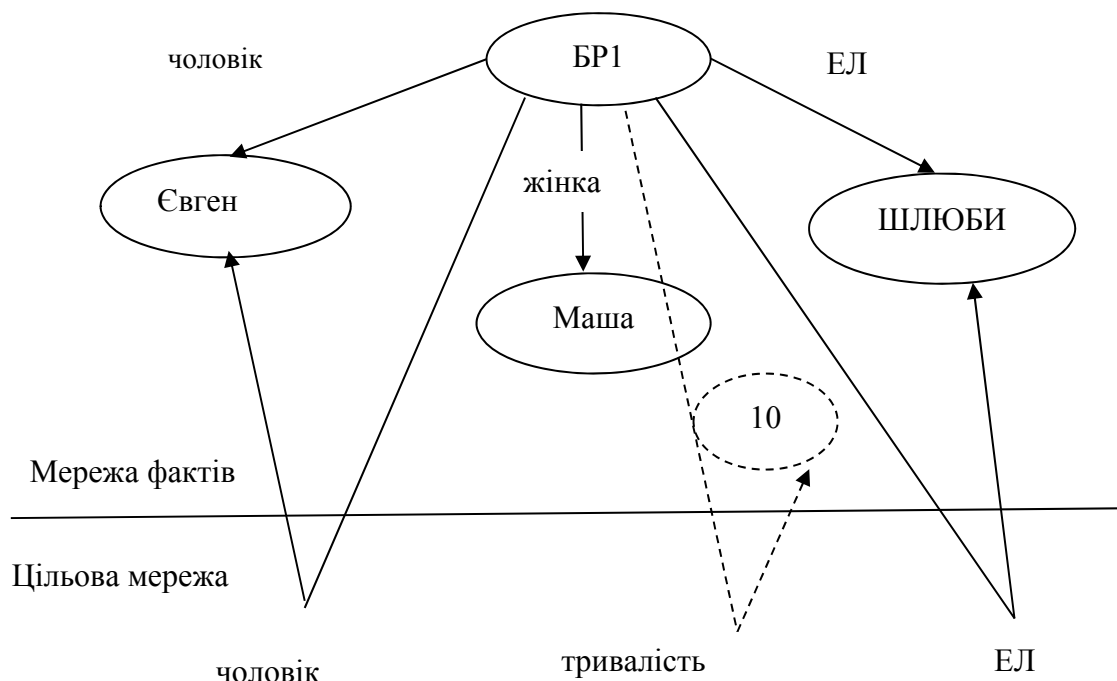 чоловік
БР1
ЕЛ
Євген
жінка
ШЛЮБИ
Маша
10
Мережа фактів
Цільова мережа
чоловік
тривалість
ЕЛ